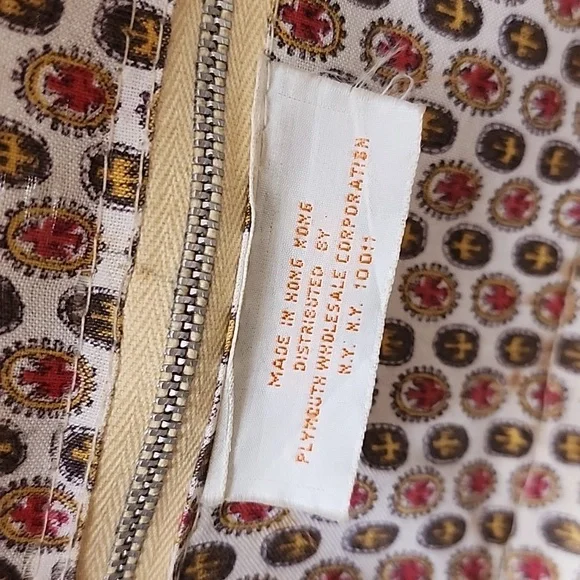 MADE IN HONG KONG
DISTRIBUTED BY
PLYMOUTH WHOLESALE CORPORATION
N.Y. N.Y. 10011